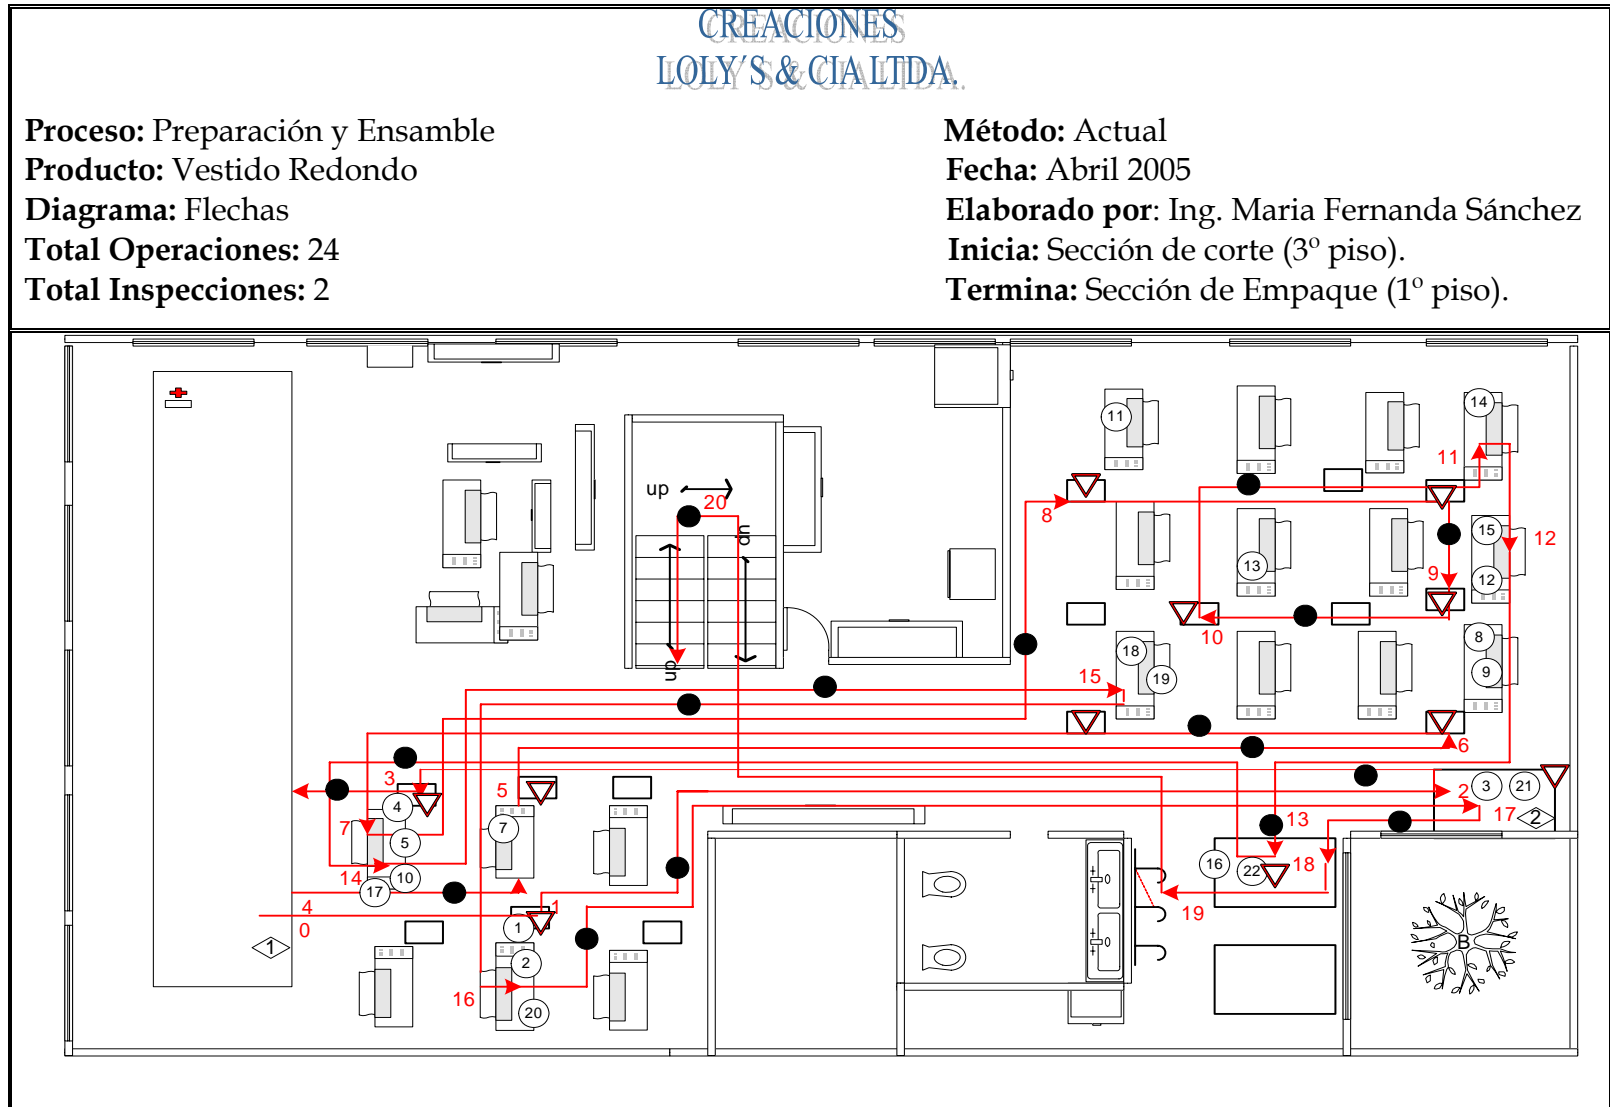 CREACIONES
LOLY´S & CIA LTDA.
Proceso: Preparación y Ensamble
Método: Actual
Producto: Vestido Redondo
Fecha: Abril 2005
Diagrama: Flechas
Elaborado por: Ing. Maria Fernanda Sánchez
Total Operaciones: 24
Inicia: Sección de corte (3º piso).
Total Inspecciones: 2
Termina: Sección de Empaque (1º piso).
14
11
11
up
20
8
up
15
12
13
9
12
10
8
18
15
19
9
dn
dn
6
3
5
2
3
21
4
17
2
7
7
13
5
16
22
18
14
10
17
4
1
19
0
1
1
B
2
16
20